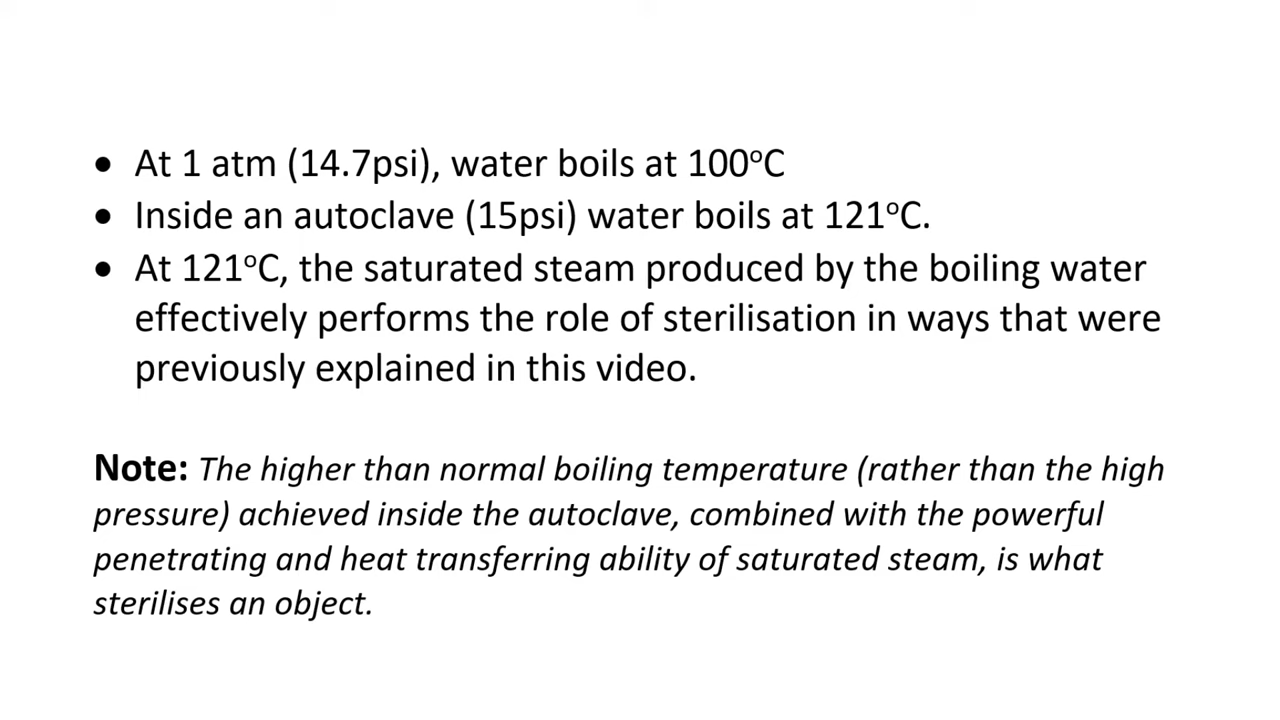 • At 1 atm (14.7psi), water boils at 100°C
• Inside an autoclave (15psi) water boils at 121°C.
• At 121°C, the saturated steam produced by the boiling water
effectively performs the role of sterilisation in ways that were
previously explained in this video.
Note: The higher than normal boiling temperature (rather than the high
pressure) achieved inside the autoclave, combined with the powerful
penetrating and heat transferring ability of saturated steam, is what
sterilises an object.